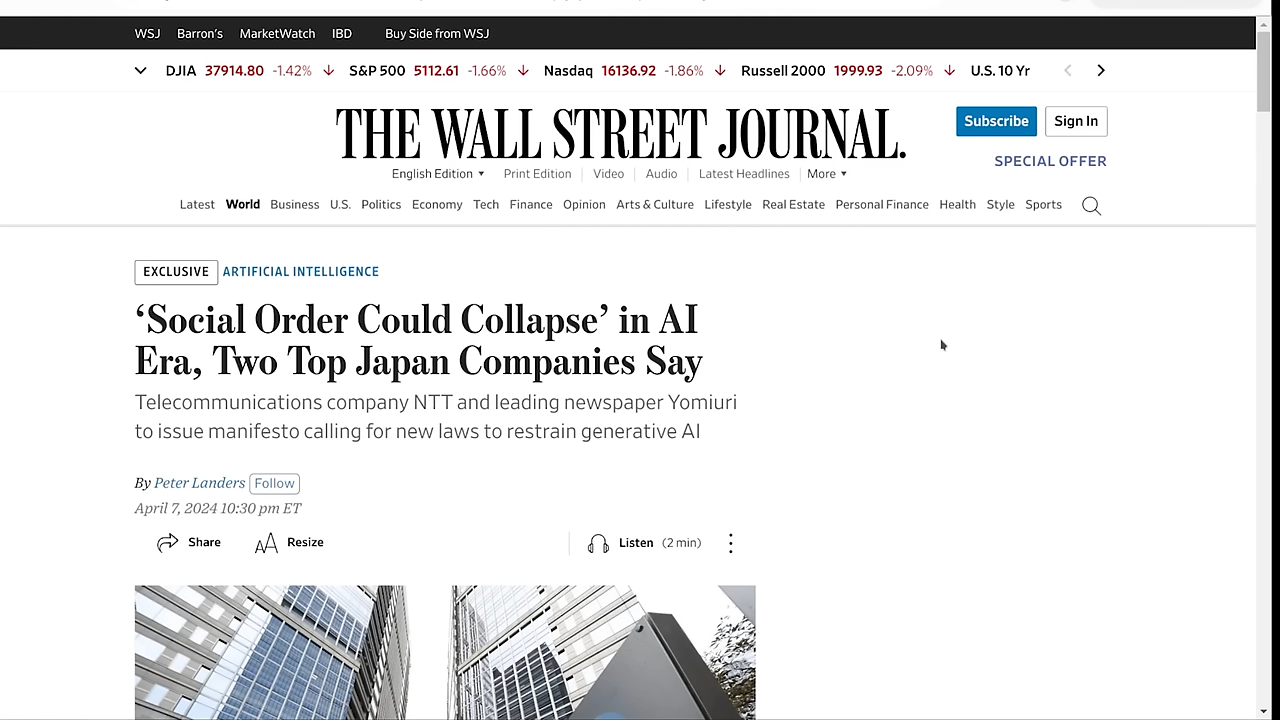 WSJ Barron's MarketWatch IBD Buy Side from WSJ
DJIA 37914.80 -1.42% S&P 500 5112.61 -1.66% Nasdaq 16136.92 -1.86% Russell 2000 1999.93 -2.09% U.S. 10 Yr
THE WALL STREET JOURNAL.
Subscribe Sign In
SPECIAL OFFER
English Edition Print Edition Video Audio Latest Headlines More
Latest World Business U.S. Politics Economy Tech Finance Opinion Arts & Culture Lifestyle Real Estate Personal Finance Health Style Sports
EXCLUSIVE ARTIFICIAL INTELLIGENCE
‘Social Order Could Collapse’ in AI
Era, Two Top Japan Companies Say
Telecommunications company NTT and leading newspaper Yomiuri
to issue manifesto calling for new laws to restrain generative AI
By Peter Landers Follow
April 7, 2024 10:30 pm ET
Share Resize Listen (2 min)